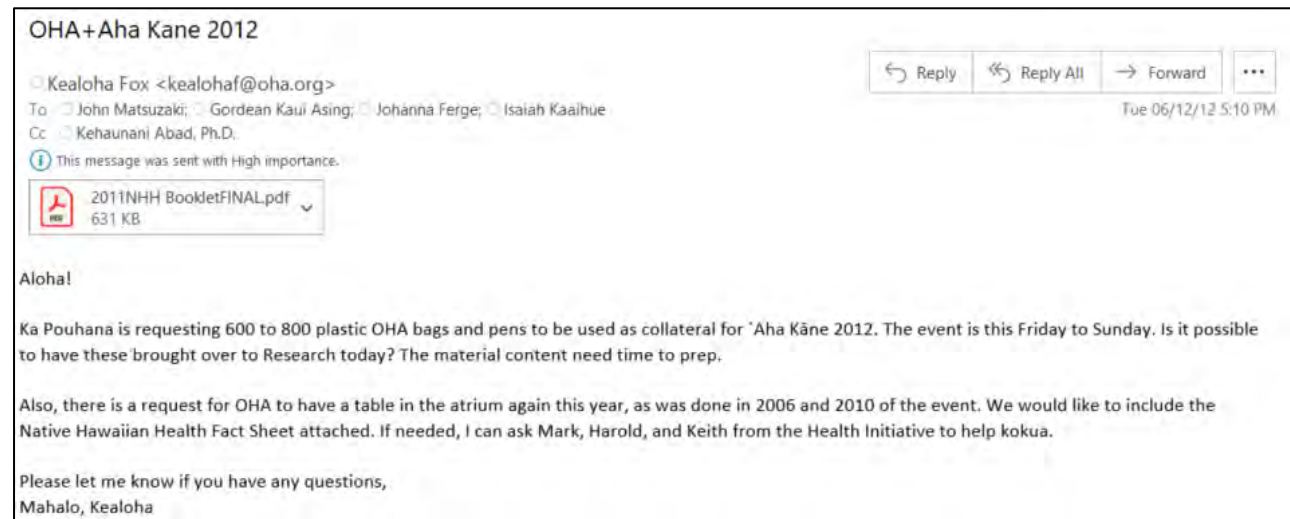 OHA+Aha Kane 2012
Kealoha Fox <kealohaf@oha.org>
Reply Reply All Forward ...
To John Matsuzaki; Gordean Kaui Asing; Johanna Ferge; Isaiah Kaaihue
Tue 06/12/12 5:10 PM
Cc Kehaunani Abad, Ph.D.
This message was sent with High importance.
2011NHH BookletFINAL.pdf
631 KB
Aloha!
Ka Pouhana is requesting 600 to 800 plastic OHA bags and pens to be used as collateral for `Aha Kāne 2012. The event is this Friday to Sunday. Is it possible
to have these brought over to Research today? The material content need time to prep.
Also, there is a request for OHA to have a table in the atrium again this year, as was done in 2006 and 2010 of the event. We would like to include the
Native Hawaiian Health Fact Sheet attached. If needed, I can ask Mark, Harold, and Keith from the Health Initiative to help kokua.
Please let me know if you have any questions,
Mahalo, Kealoha